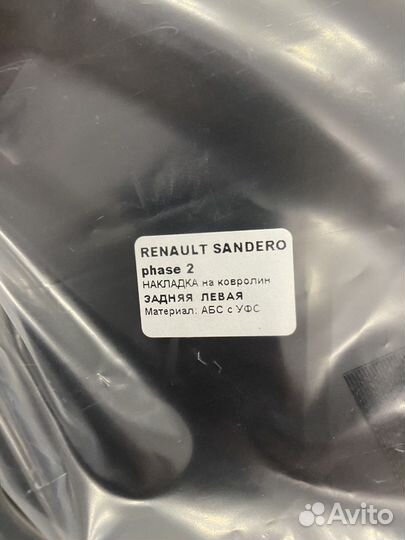 RENAULT SANDERO
phase 2
НАКЛАДКА на ковролин
ЗАДНЯЯ ЛЕВАЯ
Материал: АБС с УФС
Avito